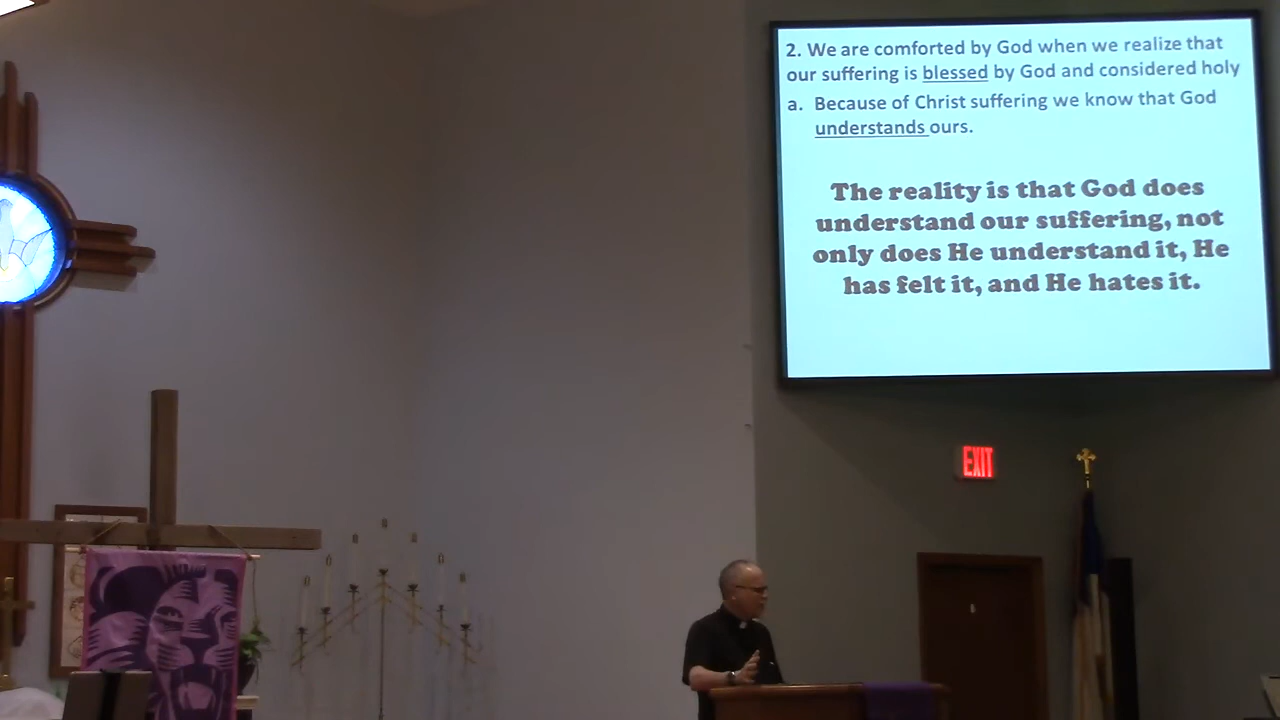 2. We are comforted by God when we realize that
our suffering is blessed by God and considered holy
a. Because of Christ suffering we know that God
understands ours.
The reality is that God does
understand our suffering, not
only does He understand it, He
has felt it, and He hates it.
EXIT